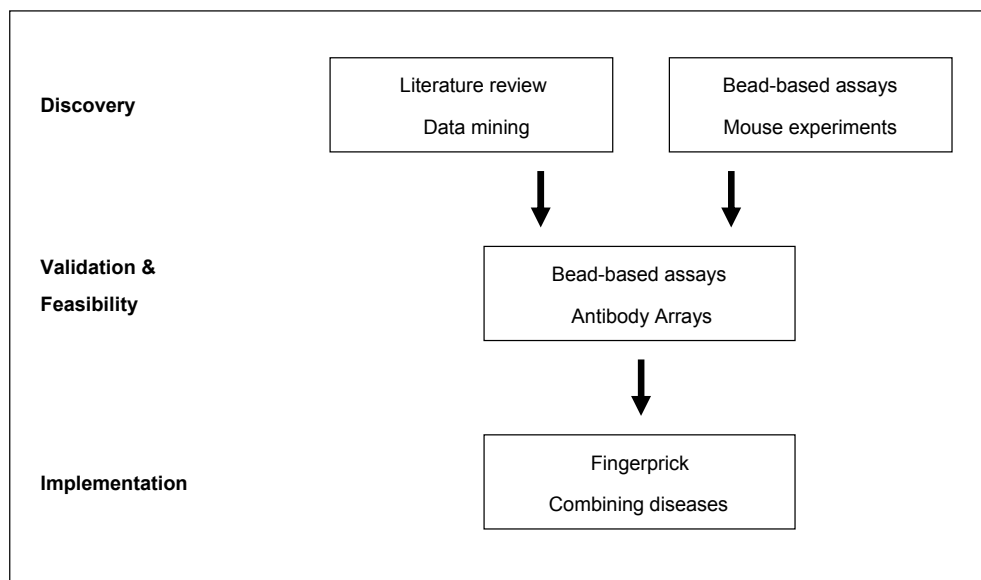 Discovery
Literature review
Data mining
Bead-based assays
Mouse experiments
Validation &
Feasibility
Bead-based assays
Antibody Arrays
Implementation
Fingerprick
Combining diseases